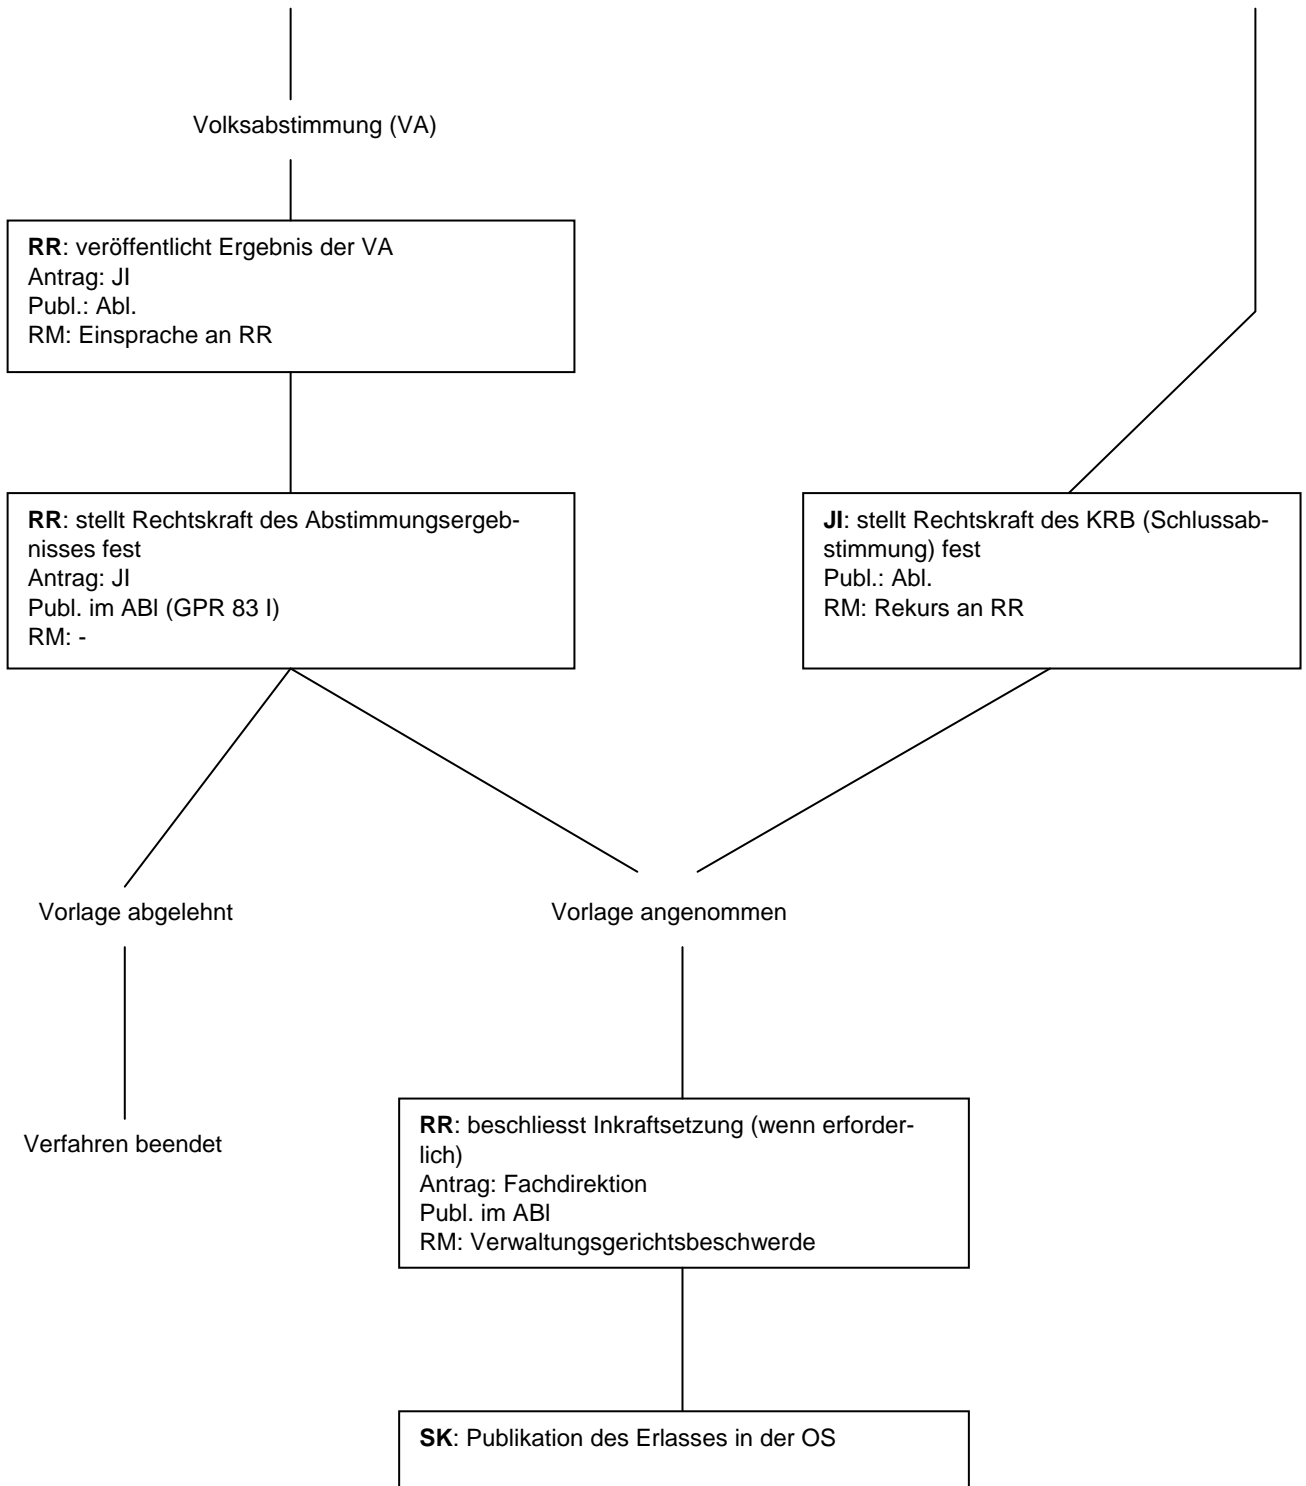 Volksabstimmung (VA)
RR: veröffentlicht Ergebnis der VA
Antrag: JI
Publ.: Abl.
RM: Einsprache an RR
RR: stellt Rechtskraft des Abstimmungsergeb-
nisses fest
Antrag: JI
Publ. im ABl (GPR 83 I)
RM: -
JI: stellt Rechtskraft des KRB (Schlussab-
stimmung) fest
Publ.: Abl.
RM: Rekurs an RR
Vorlage abgelehnt
Vorlage angenommen
Verfahren beendet
RR: beschliesst Inkraftsetzung (wenn erforder-
lich)
Antrag: Fachdirektion
Publ. im ABl
RM: Verwaltungsgerichtsbeschwerde
SK: Publikation des Erlasses in der OS